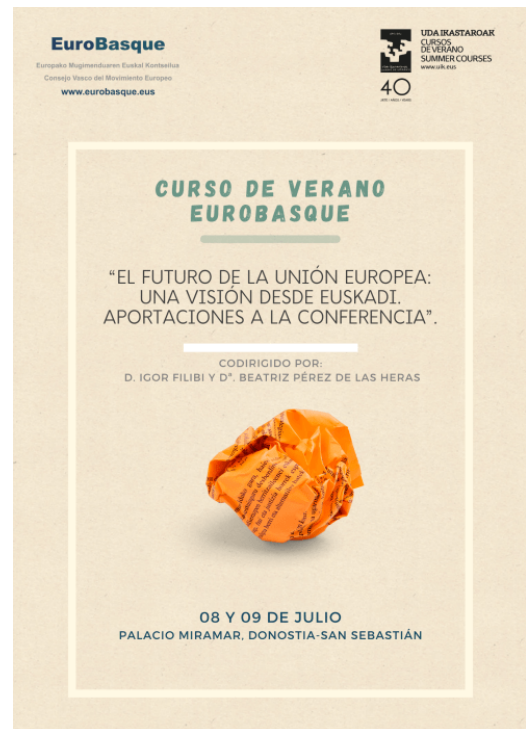 EuroBasque
Europako Mugimenduaren Euskal Kontseilua
Consejo Vasco del Movimiento Europeo
www.eurobasque.eus
UDA IKASTAROAK
CURSOS
DE VERANO
SUMMER COURSES
www.uik.eus
40
CURSO DE VERANO
EUROBASQUE
“EL FUTURO DE LA UNIÓN EUROPEA:
UNA VISIÓN DESDE EUSKADI.
APORTACIONES A LA CONFERENCIA”.
CODIRIGIDO POR:
D. IGOR FILIBI Y Dª. BEATRIZ PÉREZ DE LAS HERAS
08 Y 09 DE JULIO
PALACIO MIRAMAR, DONOSTIA-SAN SEBASTIÁN